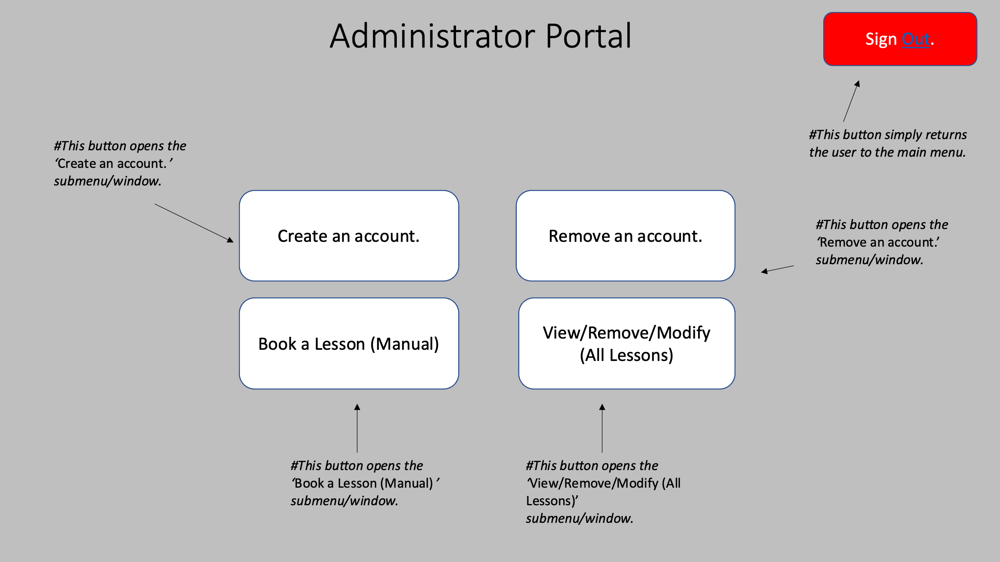 Administrator Portal
Sign Out.
#This button simply returns
the user to the main menu.
#This button opens the
‘Create an account. ’
submenu/window.
Create an account.
Remove an account.
#This button opens the
‘Remove an account.’
submenu/window.
Book a Lesson (Manual)
View/Remove/Modify
(All Lessons)
#This button opens the
‘Book a Lesson (Manual) ’
submenu/window.
#This button opens the
‘View/Remove/Modify (All
Lessons)’
submenu/window.